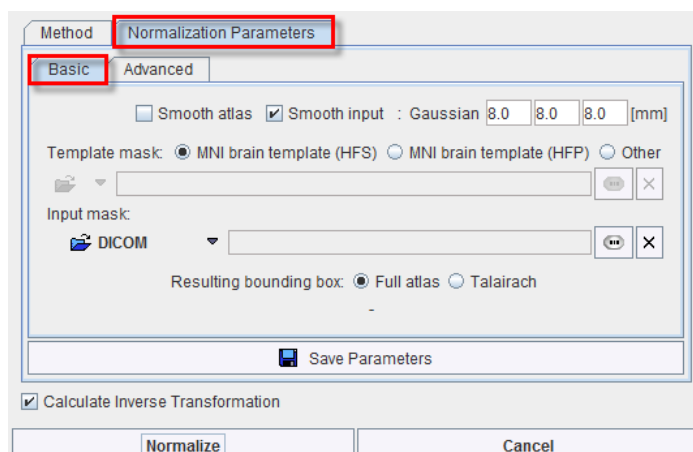 Method Normalization Parameters
Basic Advanced
Smooth atlas Smooth input : Gaussian 8.0 8.0 8.0 [mm]
Template mask: MNI brain template (HFS) MNI brain template (HFP) Other
Input mask:
DICOM
Resulting bounding box: Full atlas Talairach
-
Save Parameters
Calculate Inverse Transformation
Normalize Cancel